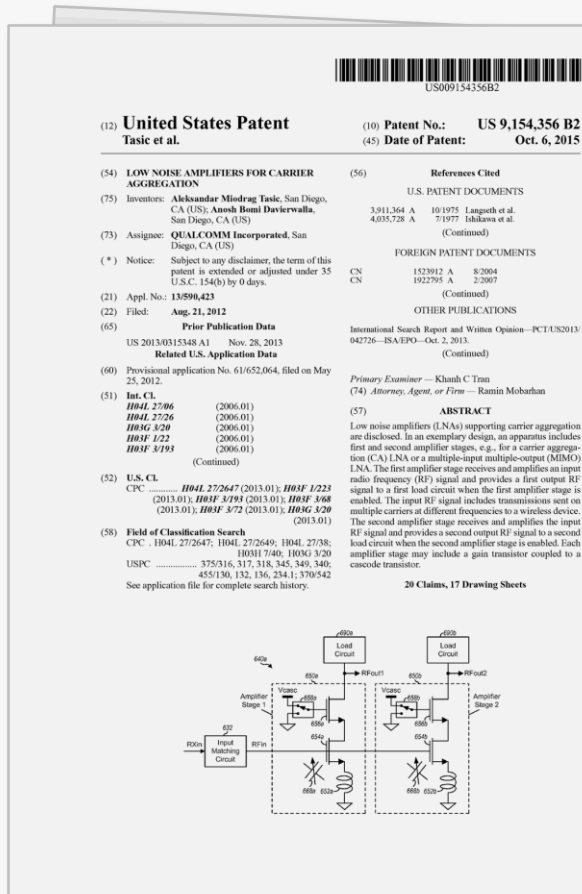 US009154356B2
(12) United States Patent
Tasic et al.
(10) Patent No.: US 9,154,356 B2
(45) Date of Patent: Oct. 6, 2015
(54) LOW NOISE AMPLIFIERS FOR CARRIER
AGGREGATION
(75) Inventors: Aleksandar Miodrag Tasic, San Diego,
CA (US); Anosh Bomi Davierwalla,
San Diego, CA (US)
(73) Assignee: QUALCOMM Incorporated, San
Diego, CA (US)
( * ) Notice: Subject to any disclaimer, the term of this
patent is extended or adjusted under 35
U.S.C. 154(b) by 0 days.
(21) Appl. No.: 13/590,423
(22) Filed: Aug. 21, 2012
(65) Prior Publication Data
US 2013/0315348 A1 Nov. 28, 2013
Related U.S. Application Data
(60) Provisional application No. 61/652,064, filed on May
25, 2012.
(51) Int. Cl.
H04L 27/06 (2006.01)
H04L 27/26 (2006.01)
H03G 3/20 (2006.01)
H03F 1/22 (2006.01)
H03F 3/193 (2006.01)
(Continued)
(52) U.S. Cl.
CPC ........... H04L 27/2647 (2013.01); H03F 1/223
(2013.01); H03F 3/193 (2013.01); H03F 3/68
(2013.01); H03F 3/72 (2013.01); H03G 3/20
(2013.01)
(58) Field of Classification Search
CPC . H04L 27/2647; H04L 27/2649; H04L 27/38;
H03H 7/40; H03G 3/20
USPC ................. 375/316, 317, 318, 345, 349, 340;
455/130, 132, 136, 234.1; 370/542
See application file for complete search history.
(56) References Cited
U.S. PATENT DOCUMENTS
3,911,364 A 10/1975 Langseth et al.
4,035,728 A 7/1977 Ishikawa et al.
(Continued)
FOREIGN PATENT DOCUMENTS
CN 1523912 A 8/2004
CN 1922795 A 2/2007
(Continued)
OTHER PUBLICATIONS
International Search Report and Written Opinion—PCT/US2013/
042726—ISA/EPO—Oct. 2, 2013.
(Continued)
Primary Examiner — Khanh C Tran
(74) Attorney, Agent, or Firm — Ramin Mobarhan
(57) ABSTRACT
Low noise amplifiers (LNAs) supporting carrier aggregation
are disclosed. In an exemplary design, an apparatus includes
first and second amplifier stages, e.g., for a carrier aggrega-
tion (CA) LNA or a multiple-input multiple-output (MIMO)
LNA. The first amplifier stage receives and amplifies an input
radio frequency (RF) signal and provides a first output RF
signal to a first load circuit when the first amplifier stage is
enabled. The input RF signal includes transmissions sent on
multiple carriers at different frequencies to a wireless device.
The second amplifier stage receives and amplifies the input
RF signal and provides a second output RF signal to a second
load circuit when the second amplifier stage is enabled. Each
amplifier stage may include a gain transistor coupled to a
cascode transistor.
20 Claims, 17 Drawing Sheets
690a
Load
Circuit
690b
Load
Circuit
640a
650a
RFout1
650b
RFout2
Amplifier
Stage 1
Vcasc
658a
656a
Vcasc
658b
656b
Amplifier
Stage 2
632
654a
654b
RXin
Input
Matching
Circuit
RFin
668a
652a
668b
652b